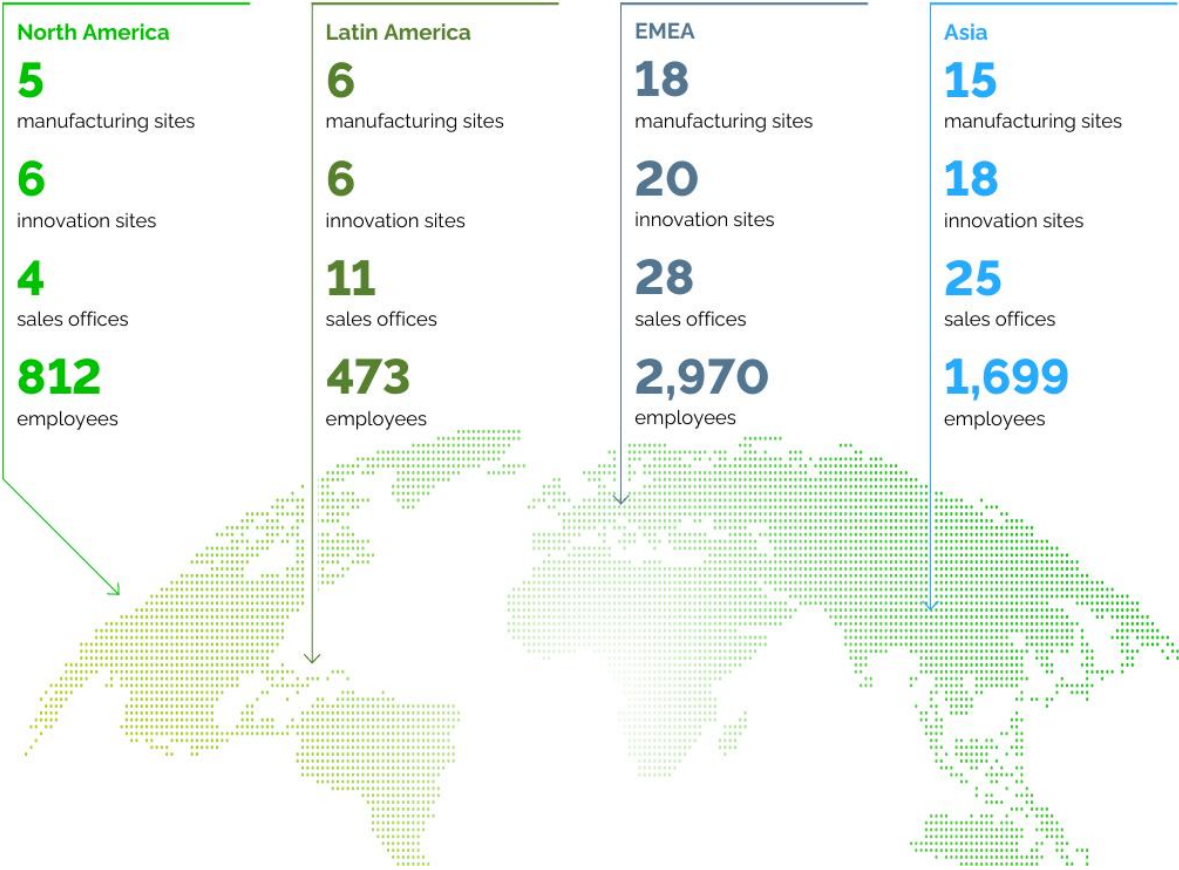 North America
5
manufacturing sites
6
innovation sites
4
sales offices
812
employees
Latin America
6
manufacturing sites
6
innovation sites
11
sales offices
473
employees
EMEA
18
manufacturing sites
20
innovation sites
28
sales offices
2,970
employees
Asia
15
manufacturing sites
18
innovation sites
25
sales offices
1,699
employees